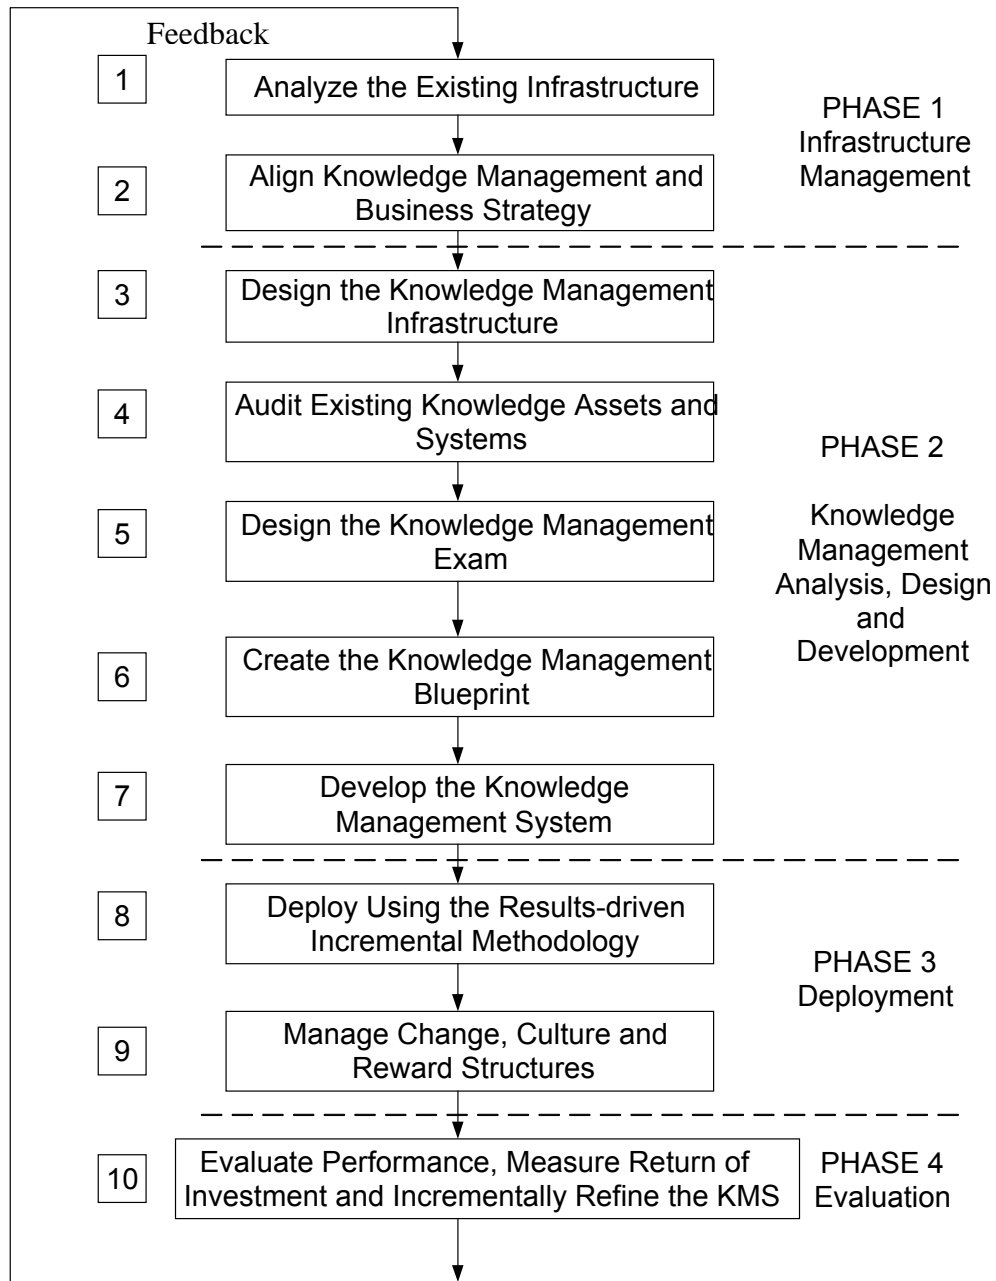 Feedback
1
Analyze the Existing Infrastructure
PHASE 1
Infrastructure
Management
2
Align Knowledge Management and
Business Strategy
3
Design the Knowledge Management
Infrastructure
4
Audit Existing Knowledge Assets and
Systems
PHASE 2
Knowledge
Management
Analysis, Design
and
Development
5
Design the Knowledge Management
Exam
6
Create the Knowledge Management
Blueprint
7
Develop the Knowledge
Management System
8
Deploy Using the Results-driven
Incremental Methodology
PHASE 3
Deployment
9
Manage Change, Culture and
Reward Structures
10
Evaluate Performance, Measure Return of
Investment and Incrementally Refine the KMS
PHASE 4
Evaluation